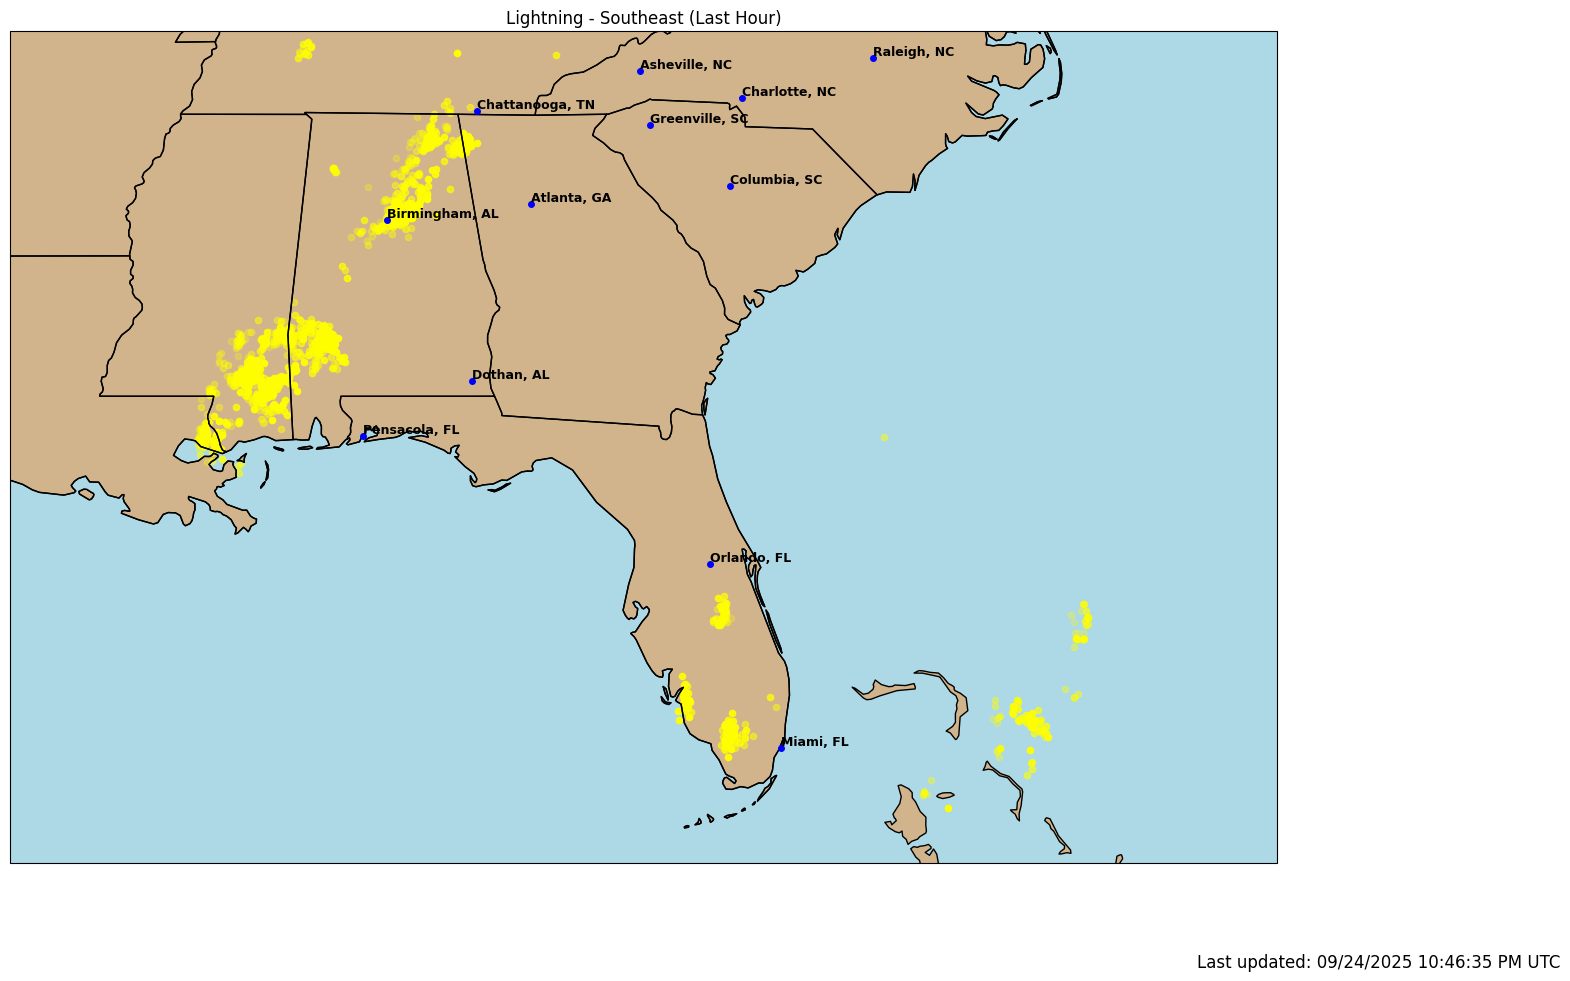 Lightning - Southeast (Last Hour)
Raleigh, NC
Asheville, NC
Charlotte, NC
Chattanooga, TN
Greenville, SC
Columbia, SC
Atlanta, GA
Birmingham, AL
Dothan, AL
Pensacola, FL
Orlando, FL
Miami, FL
Last updated: 09/24/2025 10:46:35 PM UTC